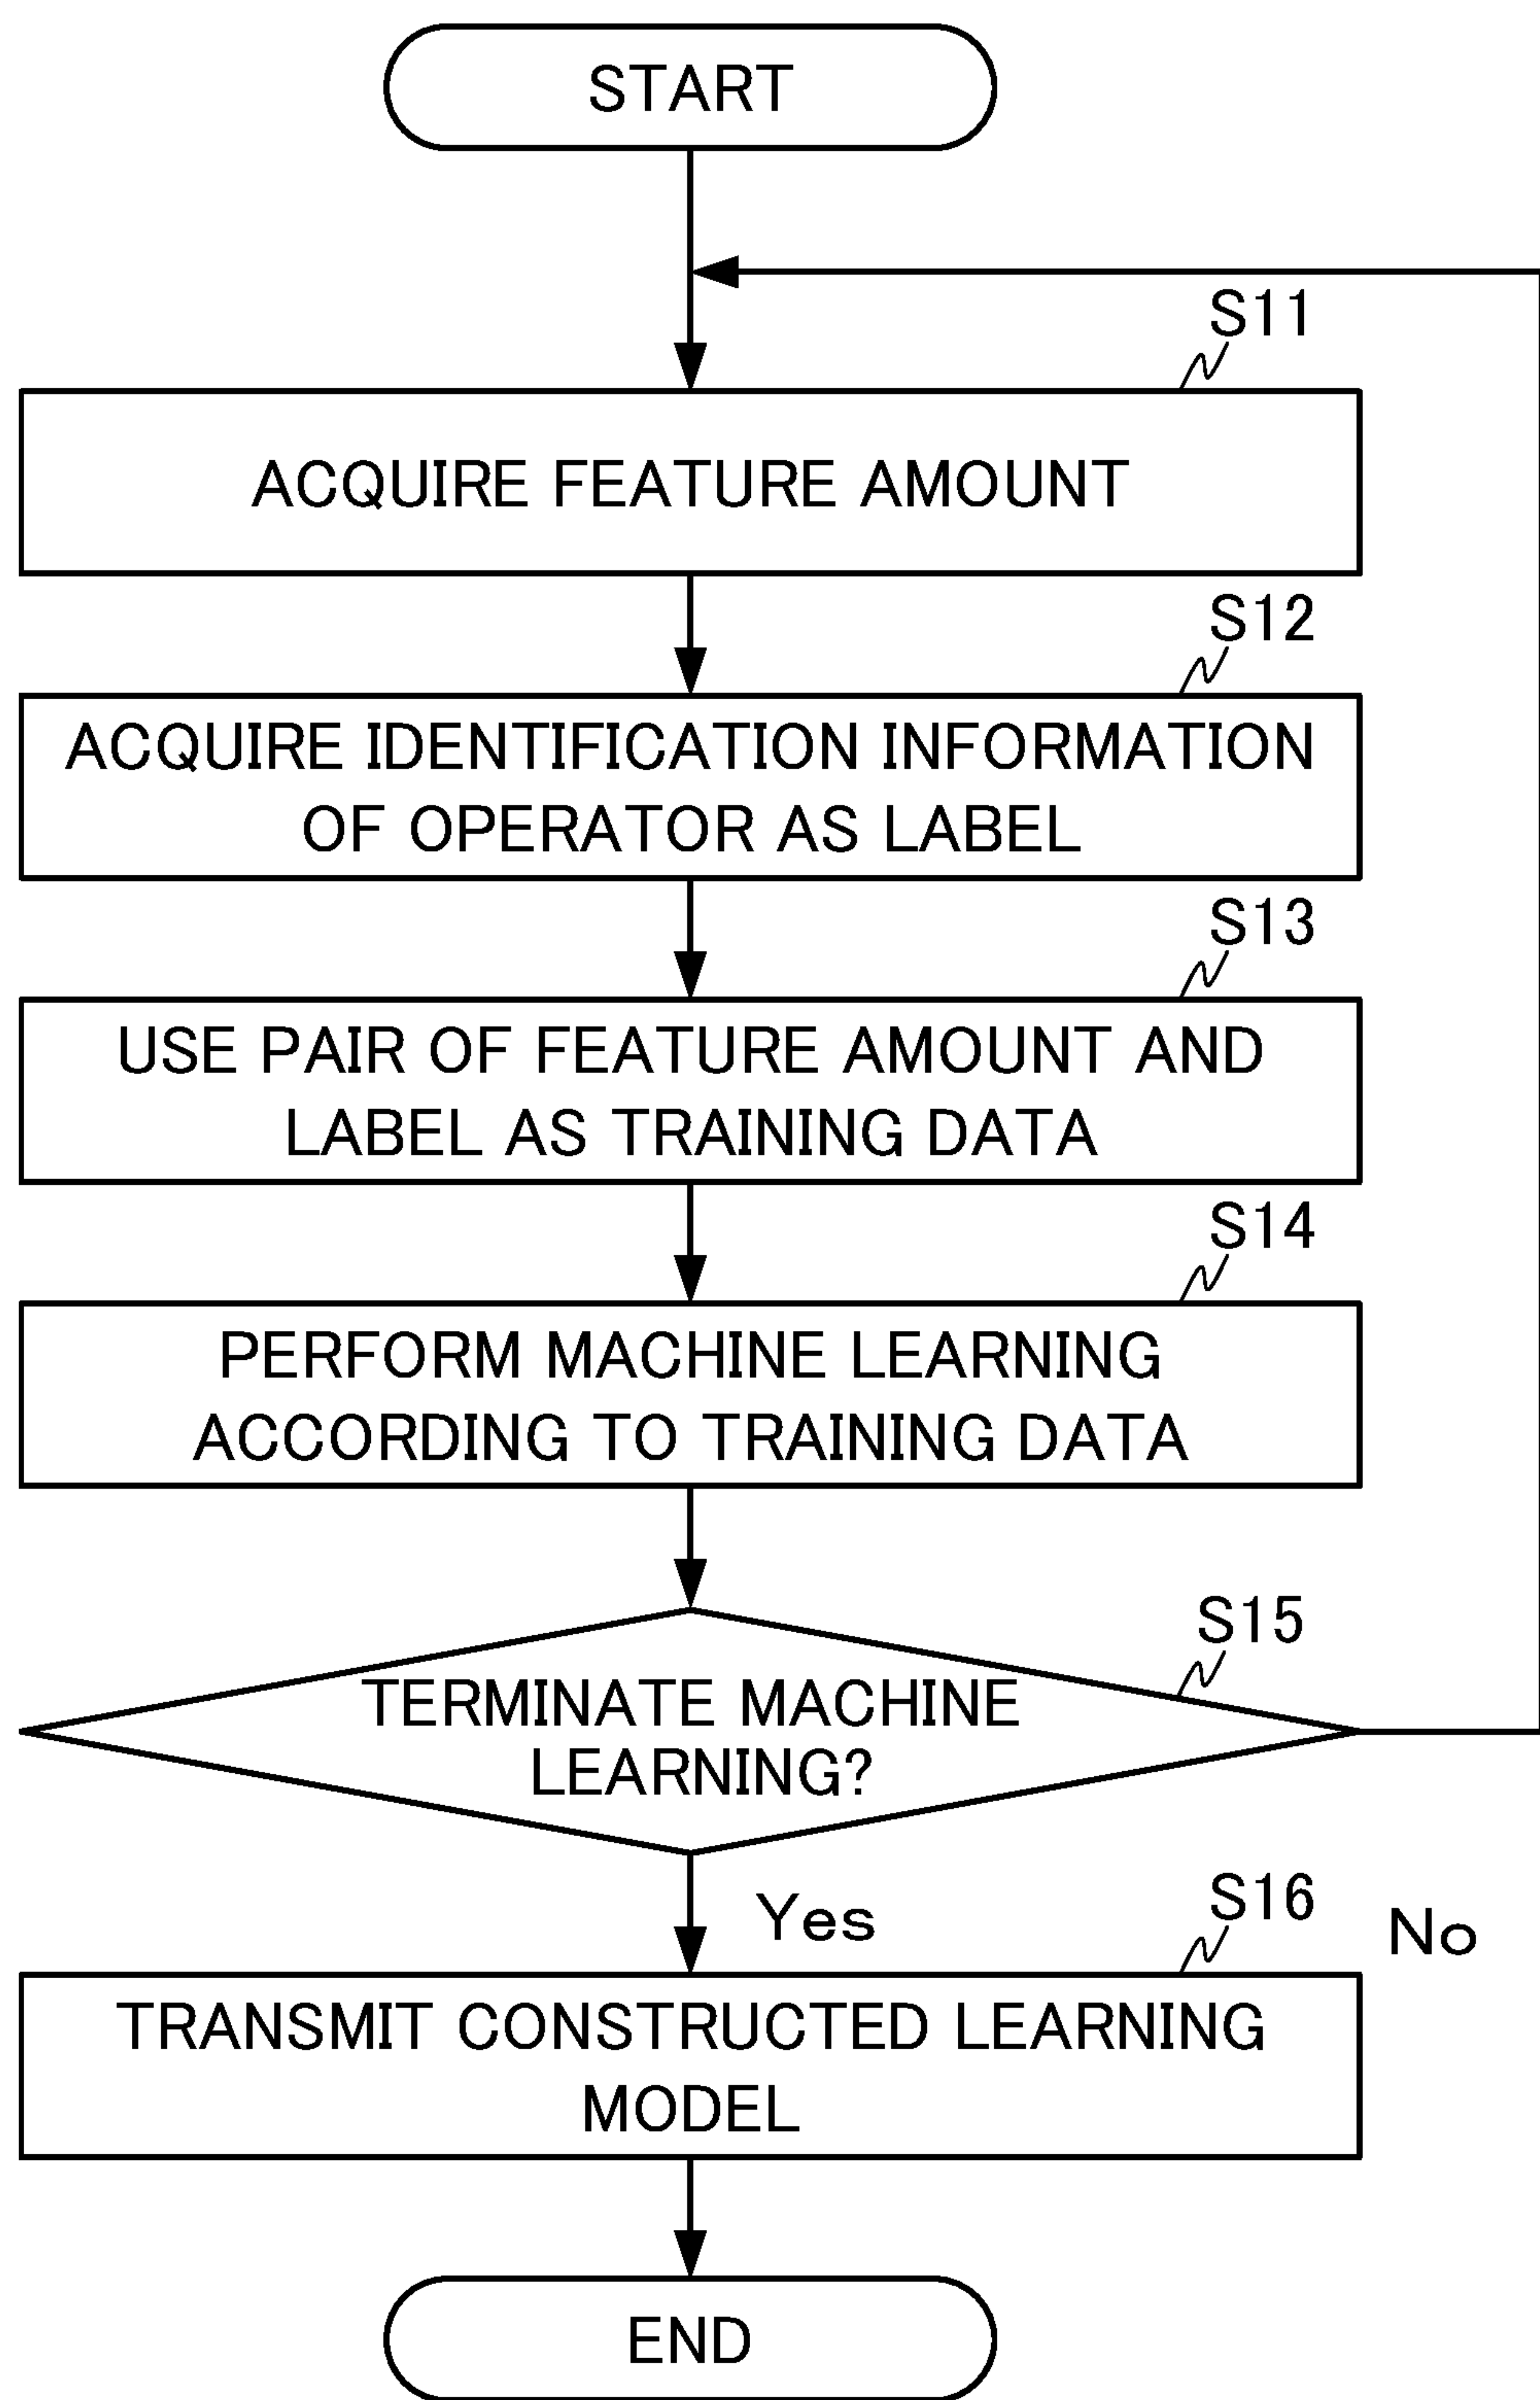 START
S11
ACQUIRE FEATURE AMOUNT
S12
ACQUIRE IDENTIFICATION INFORMATION
OF OPERATOR AS LABEL
S13
USE PAIR OF FEATURE AMOUNT AND
LABEL AS TRAINING DATA
S14
PERFORM MACHINE LEARNING
ACCORDING TO TRAINING DATA
S15
TERMINATE MACHINE
LEARNING?
Yes
S16
No
TRANSMIT CONSTRUCTED LEARNING
MODEL
END